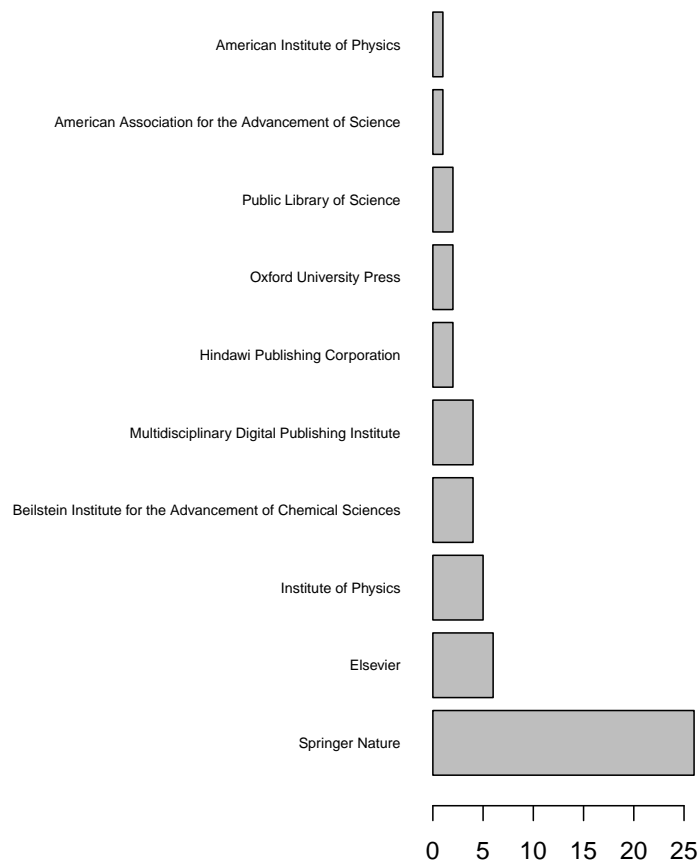 American Institute of Physics
American Association for the Advancement of Science
Public Library of Science
Oxford University Press
Hindawi Publishing Corporation
Multidisciplinary Digital Publishing Institute
Beilstein Institute for the Advancement of Chemical Sciences
Institute of Physics
Elsevier
Springer Nature
0 5 10 15 20 25